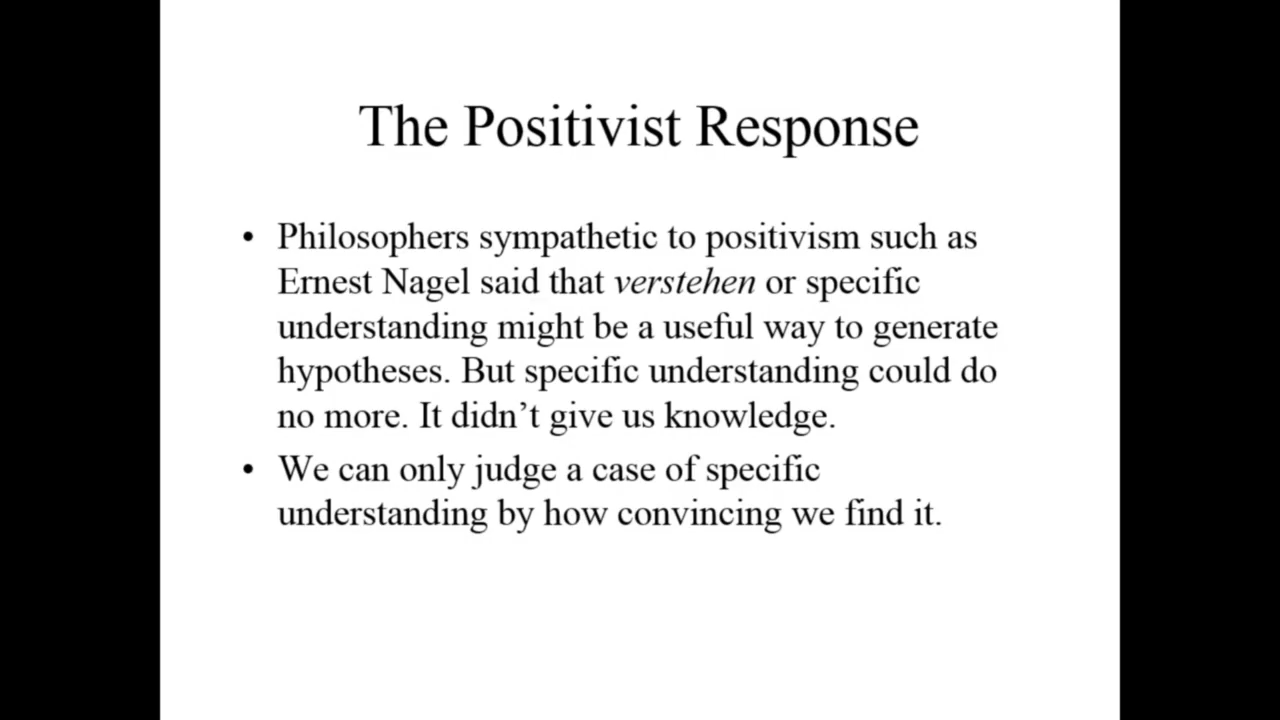 The Positivist Response
• Philosophers sympathetic to positivism such as
Ernest Nagel said that verstehen or specific
understanding might be a useful way to generate
hypotheses. But specific understanding could do
no more. It didn’t give us knowledge.
• We can only judge a case of specific
understanding by how convincing we find it.